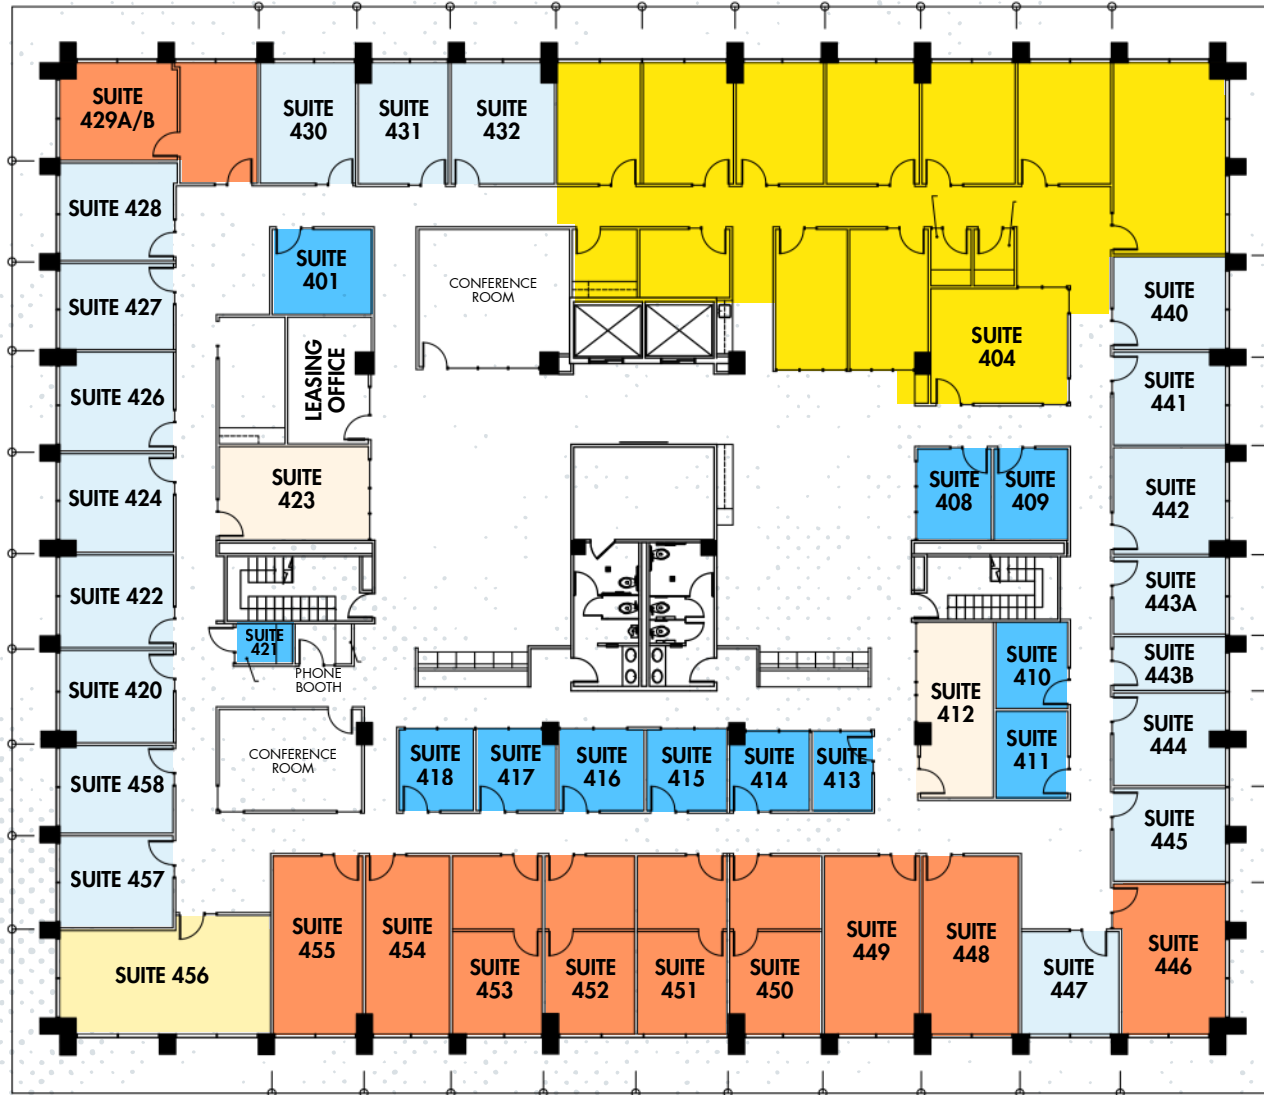 SUITE
429A/B
SUITE
430
SUITE
431
SUITE
432
SUITE 428
SUITE
401
CONFERENCE
ROOM
SUITE
440
SUITE 427
SUITE
404
LEASING
OFFICE
SUITE
441
SUITE 426
SUITE
423
SUITE
408
SUITE
409
SUITE
442
SUITE 424
SUITE 422
SUITE
443A
SUITE
421
PHONE
BOOTH
SUITE
410
SUITE
443B
SUITE 420
SUITE
412
SUITE
444
CONFERENCE
ROOM
SUITE
418
SUITE
417
SUITE
416
SUITE
415
SUITE
414
SUITE
413
SUITE
411
SUITE 458
SUITE
445
SUITE 457
SUITE
455
SUITE
454
SUITE
453
SUITE
452
SUITE
451
SUITE
450
SUITE
449
SUITE
448
SUITE
447
SUITE
446
SUITE 456